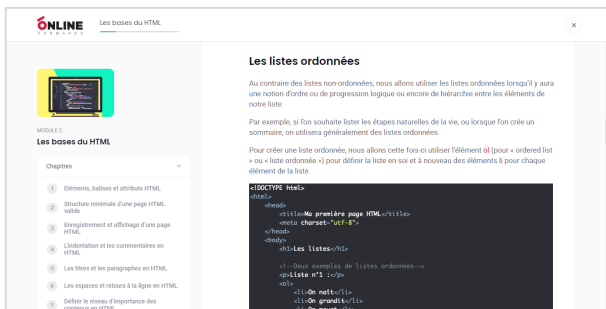 ONLINE
FORMAPRO
Les bases du HTML
×
MODULE 2
Les bases du HTML
Chapitres
1 Eléments, balises et attributs HTML
2 Structure minimale d'une page HTML
valide
3 Enregistrement et affichage d'une page
HTML
4 L'indentation et les commentaires en
HTML
5 Les titres et les paragraphes en HTML
6 Les espaces et retours à la ligne en HTML
7 Définir le niveau d'importance des
contenus en HTML
Les listes ordonnées
Au contraire des listes non-ordonnées, nous allons utiliser les listes ordonnées lorsqu'il y aura
une notion d'ordre ou de progression logique ou encore de hiérarchie entre les éléments de
notre liste.
Par exemple, si l'on souhaite lister les étapes naturelles de la vie, ou lorsque l'on crée un
sommaire, on utilisera généralement des listes ordonnées.
Pour créer une liste ordonnée, nous allons cette fois-ci utiliser l'élément ol (pour « ordered list
» ou « liste ordonnée ») pour définir la liste en soi et à nouveau des éléments li pour chaque
élément de la liste.
<!DOCTYPE html>
<html>
<head>
<title>Ma première page HTML</title>
<meta charset="utf-8">
</head>
<body>
<h1>Les listes</h1>
<!--Deux exemples de listes ordonnées-->
<p>Liste n°1 :</p>
<ol>
<li>On nait</li>
<li>On grandit</li>
<li>On meurt</li>